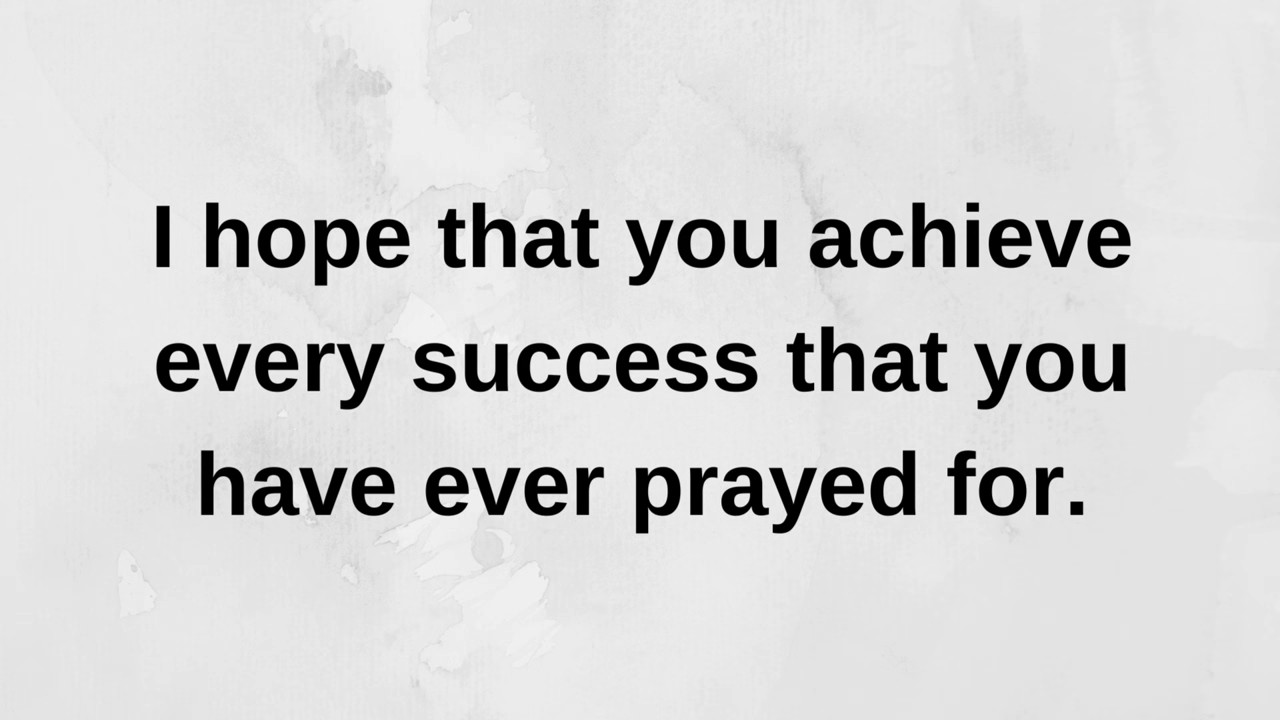 I hope that you achieve
every success that you
have ever prayed for.